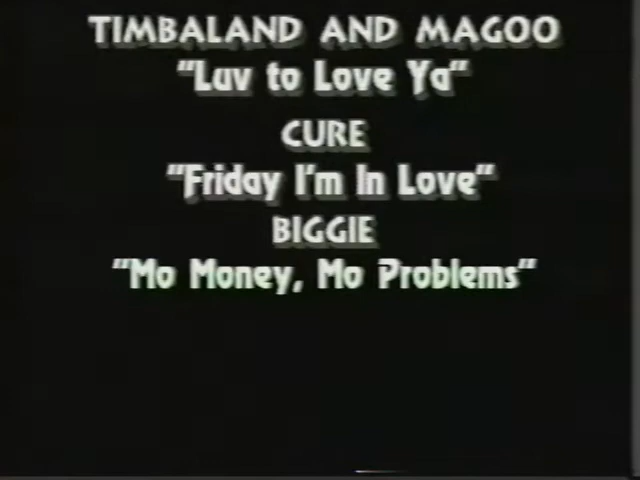 TIMBALAND AND MAGOO
"Luv to Love Ya"
CURE
"Friday I'm In Love"
BIGGIE
"Mo Money, Mo Problems"